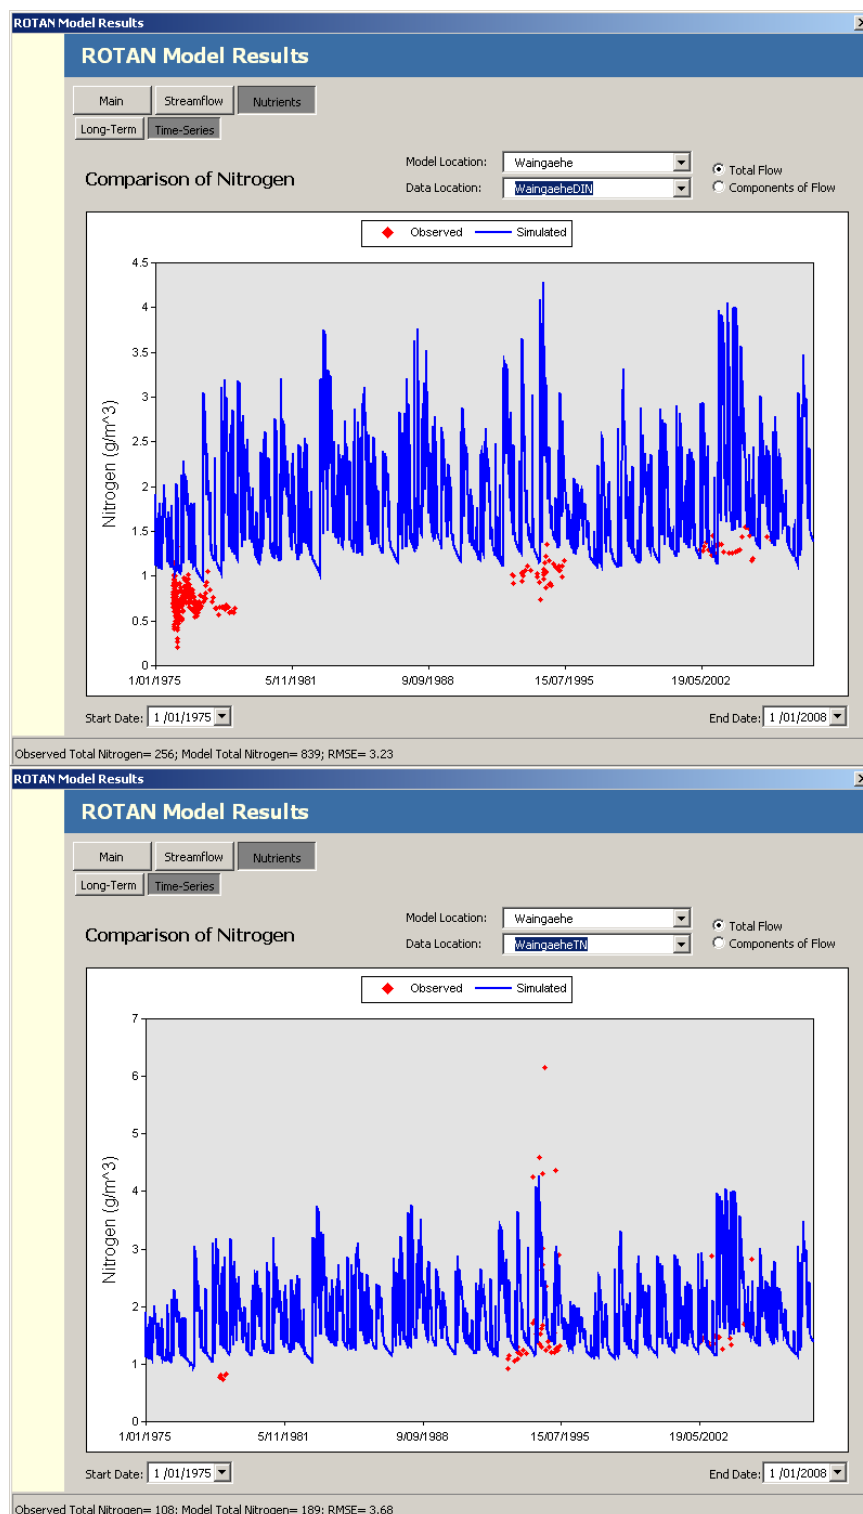 ROTAN Model Results
ROTAN Model Results
Main Streamflow Nutrients
Long-Term Time-Series
Model Location: Waingaehe
Total Flow
Comparison of Nitrogen
Data Location: WaingaeheDIN
Components of Flow
Observed Simulated
4.5
4
3.5
3
2.5
2
1.5
1
0.5
0
Nitrogen (g/m^3)
1/01/1975 5/11/1981 9/09/1988 15/07/1995 19/05/2002
Start Date: 1 /01/1975 End Date: 1 /01/2008
Observed Total Nitrogen= 256; Model Total Nitrogen= 839; RMSE= 3.23
ROTAN Model Results
ROTAN Model Results
Main Streamflow Nutrients
Long-Term Time-Series
Model Location: Waingaehe
Total Flow
Comparison of Nitrogen
Data Location: WaingaeheTN
Components of Flow
Observed Simulated
7
6
5
4
3
2
1
0
Nitrogen (g/m^3)
1/01/1975 5/11/1981 9/09/1988 15/07/1995 19/05/2002
Start Date: 1 /01/1975 End Date: 1 /01/2008
Observed Total Nitrogen= 108; Model Total Nitrogen= 189; RMSE= 3.68